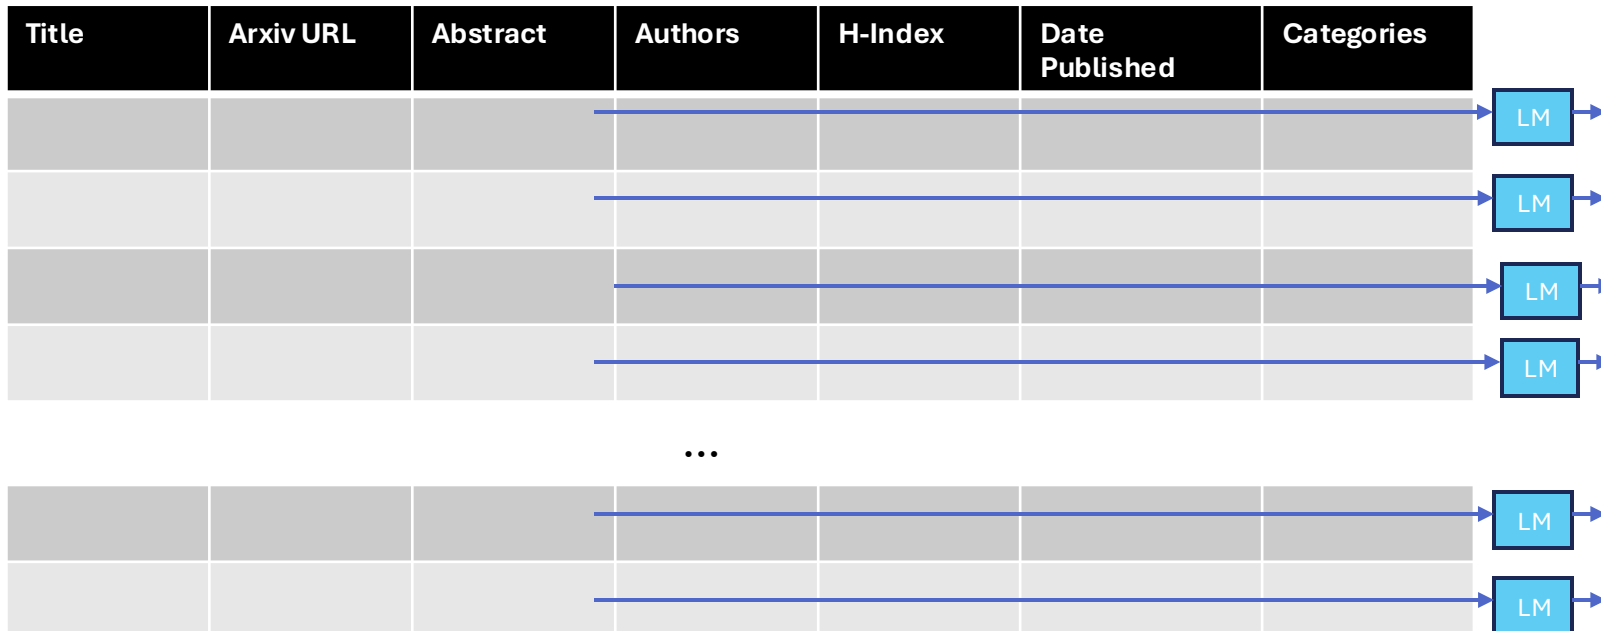 Title Arxiv URL Abstract Authors H-Index Date Categories
Published
LM
LM
LM
LM
...
LM
LM